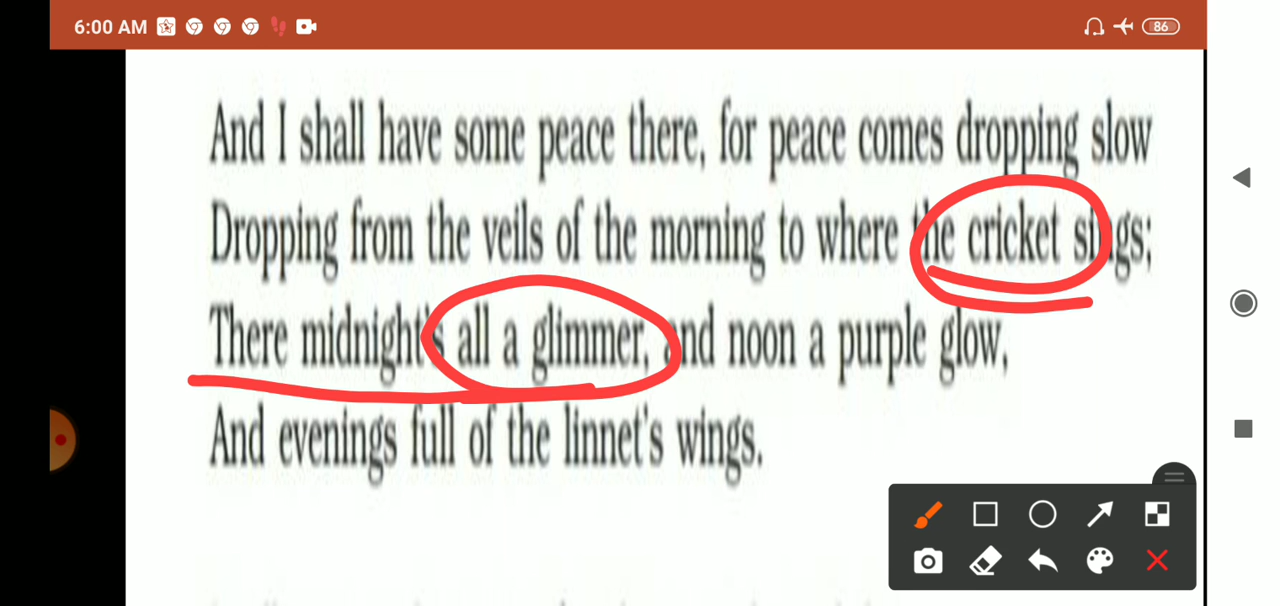 6:00 AM
86
And I shall have some peace there, for peace comes dropping slow
Dropping from the veils of the morning to where the cricket sings;
There midnight's all a glimmer, and noon a purple glow,
And evenings full of the linnet's wings.